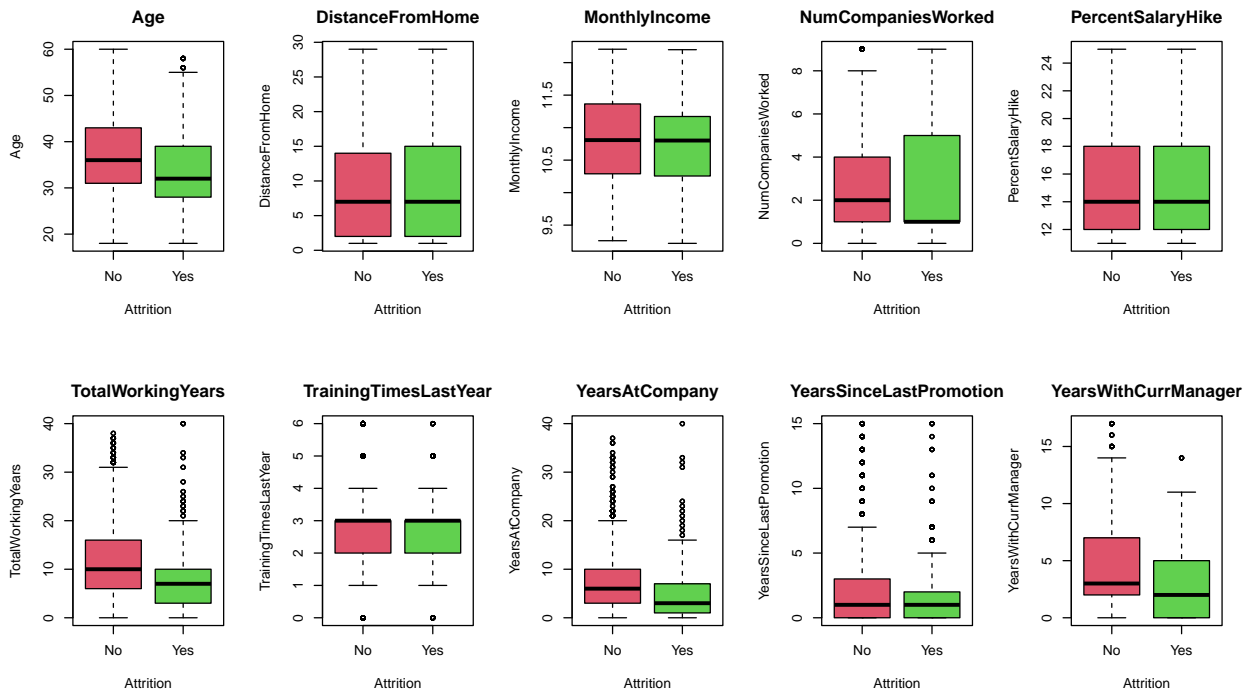 Age
DistanceFromHome
MonthlyIncome
NumCompaniesWorked
PercentSalaryHike
Age
20
30
40
50
60
No
Yes
Attrition
DistanceFromHome
0
5
10
15
20
25
30
No
Yes
Attrition
MonthlyIncome
9.5
10.5
11.5
No
Yes
Attrition
NumCompaniesWorked
0
2
4
6
8
No
Yes
Attrition
PercentSalaryHike
12
14
16
18
20
22
24
No
Yes
Attrition
TotalWorkingYears
TrainingTimesLastYear
YearsAtCompany
YearsSinceLastPromotion
YearsWithCurrManager
TotalWorkingYears
0
10
20
30
40
No
Yes
Attrition
TrainingTimesLastYear
0
1
2
3
4
5
6
No
Yes
Attrition
YearsAtCompany
0
10
20
30
40
No
Yes
Attrition
YearsSinceLastPromotion
0
5
10
15
No
Yes
Attrition
YearsWithCurrManager
0
5
10
15
No
Yes
Attrition